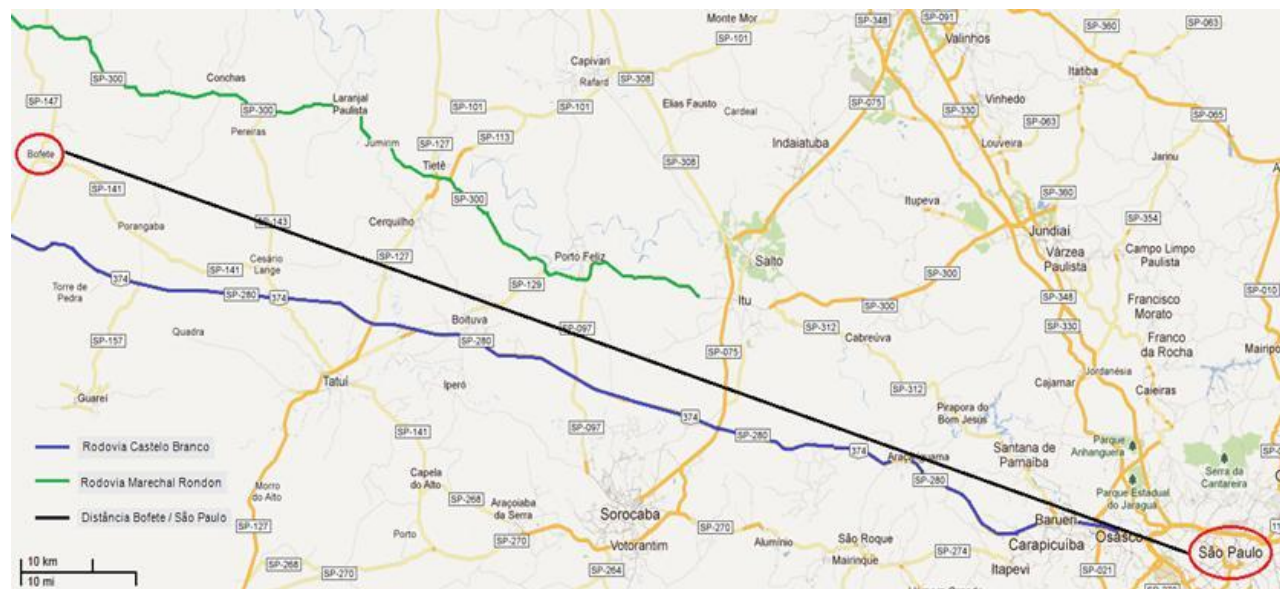 Monte Mor
SP-101
SP-348
SP-091
Valinhos
SP-360
SP-063
Itatiba
SP-300
Conchas
SP-147
SP-300
Pereiras
Laranjal
Paulista
Capivari
Rafard
SP-308
SP-101
SP-101
Elias Fausto
Cardeal
SP-075
SP-330
Vinhedo
SP-063
SP-065
Louveira
Jarinu
Indaiatuba
Bofete
Jumirim
SP-127
SP-113
Tietê
SP-308
SP-141
SP-300
SP-360
Itupeva
Porangaba
SP-143
Cerquilho
SP-354
Jundiaí
Várzea
Paulista
Campo Limpo
Paulista
SP-127
Porto Feliz
Salto
Cesário
Lange
SP-141
374
SP-280
374
SP-129
SP-300
Torre de
Pedra
Itu
SP-300
SP-348
SP-010
Francisco
Morato
Quadra
Boituva
SP-280
SP-097
SP-312
Cabreúva
SP-330
Franco
da Rocha
Mairipo
SP-157
SP-075
Jordanésia
Tatuí
Iperó
Cajamar
Caieiras
SP-312
Guareí
Pirapora do
Bom Jesus
374
SP-280
SP-097
SP-141
Rodovia Castelo Branco
374
Araçariguama
Santana de
Parnaíba
Parque
Anhanguera
Serra da
Cantareira
Capela
do Alto
SP-280
Rodovia Marechal Rondon
Morro
do Alto
SP-268
Araçoiaba
da Serra
Parque Estadual
do Jaraguá
Distância Bofete / São Paulo
SP-127
Sorocaba
Barueri
Porto
SP-270
Votorantim
SP-270
Alumínio
São Roque
Mairinque
SP-274
Carapicuíba
Osasco
São Paulo
10 km
10 mi
SP-268
SP-270
SP-264
Itapevi
SP-021